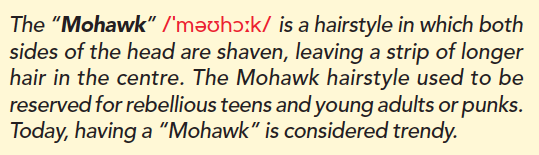 The “Mohawk” /ˈməʊhɔːk/ is a hairstyle in which both
sides of the head are shaven, leaving a strip of longer
hair in the centre. The Mohawk hairstyle used to be
reserved for rebellious teens and young adults or punks.
Today, having a “Mohawk” is considered trendy.